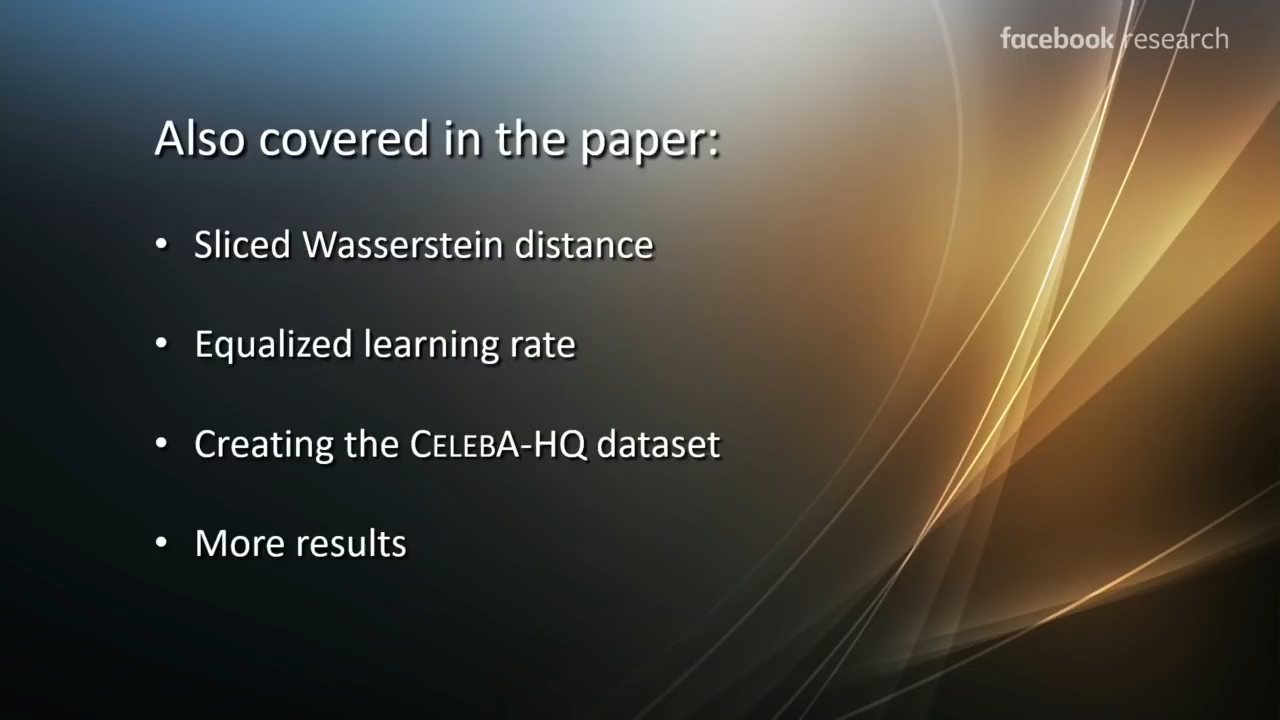 facebook research
Also covered in the paper:
• Sliced Wasserstein distance
• Equalized learning rate
• Creating the CELEBA-HQ dataset
• More results